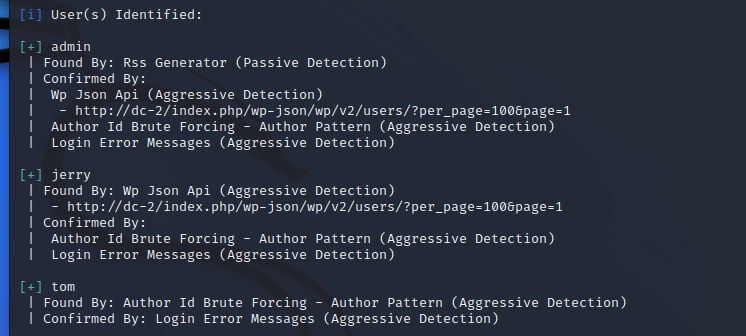 [i] User(s) Identified:
[+] admin
| Found By: Rss Generator (Passive Detection)
| Confirmed By:
|  Wp Json Api (Aggressive Detection)
|   - http://dc-2/index.php/wp-json/wp/v2/users/?per_page=100&page=1
|  Author Id Brute Forcing - Author Pattern (Aggressive Detection)
|  Login Error Messages (Aggressive Detection)
[+] jerry
| Found By: Wp Json Api (Aggressive Detection)
|  - http://dc-2/index.php/wp-json/wp/v2/users/?per_page=100&page=1
| Confirmed By:
|  Author Id Brute Forcing - Author Pattern (Aggressive Detection)
|  Login Error Messages (Aggressive Detection)
[+] tom
| Found By: Author Id Brute Forcing - Author Pattern (Aggressive Detection)
| Confirmed By: Login Error Messages (Aggressive Detection)